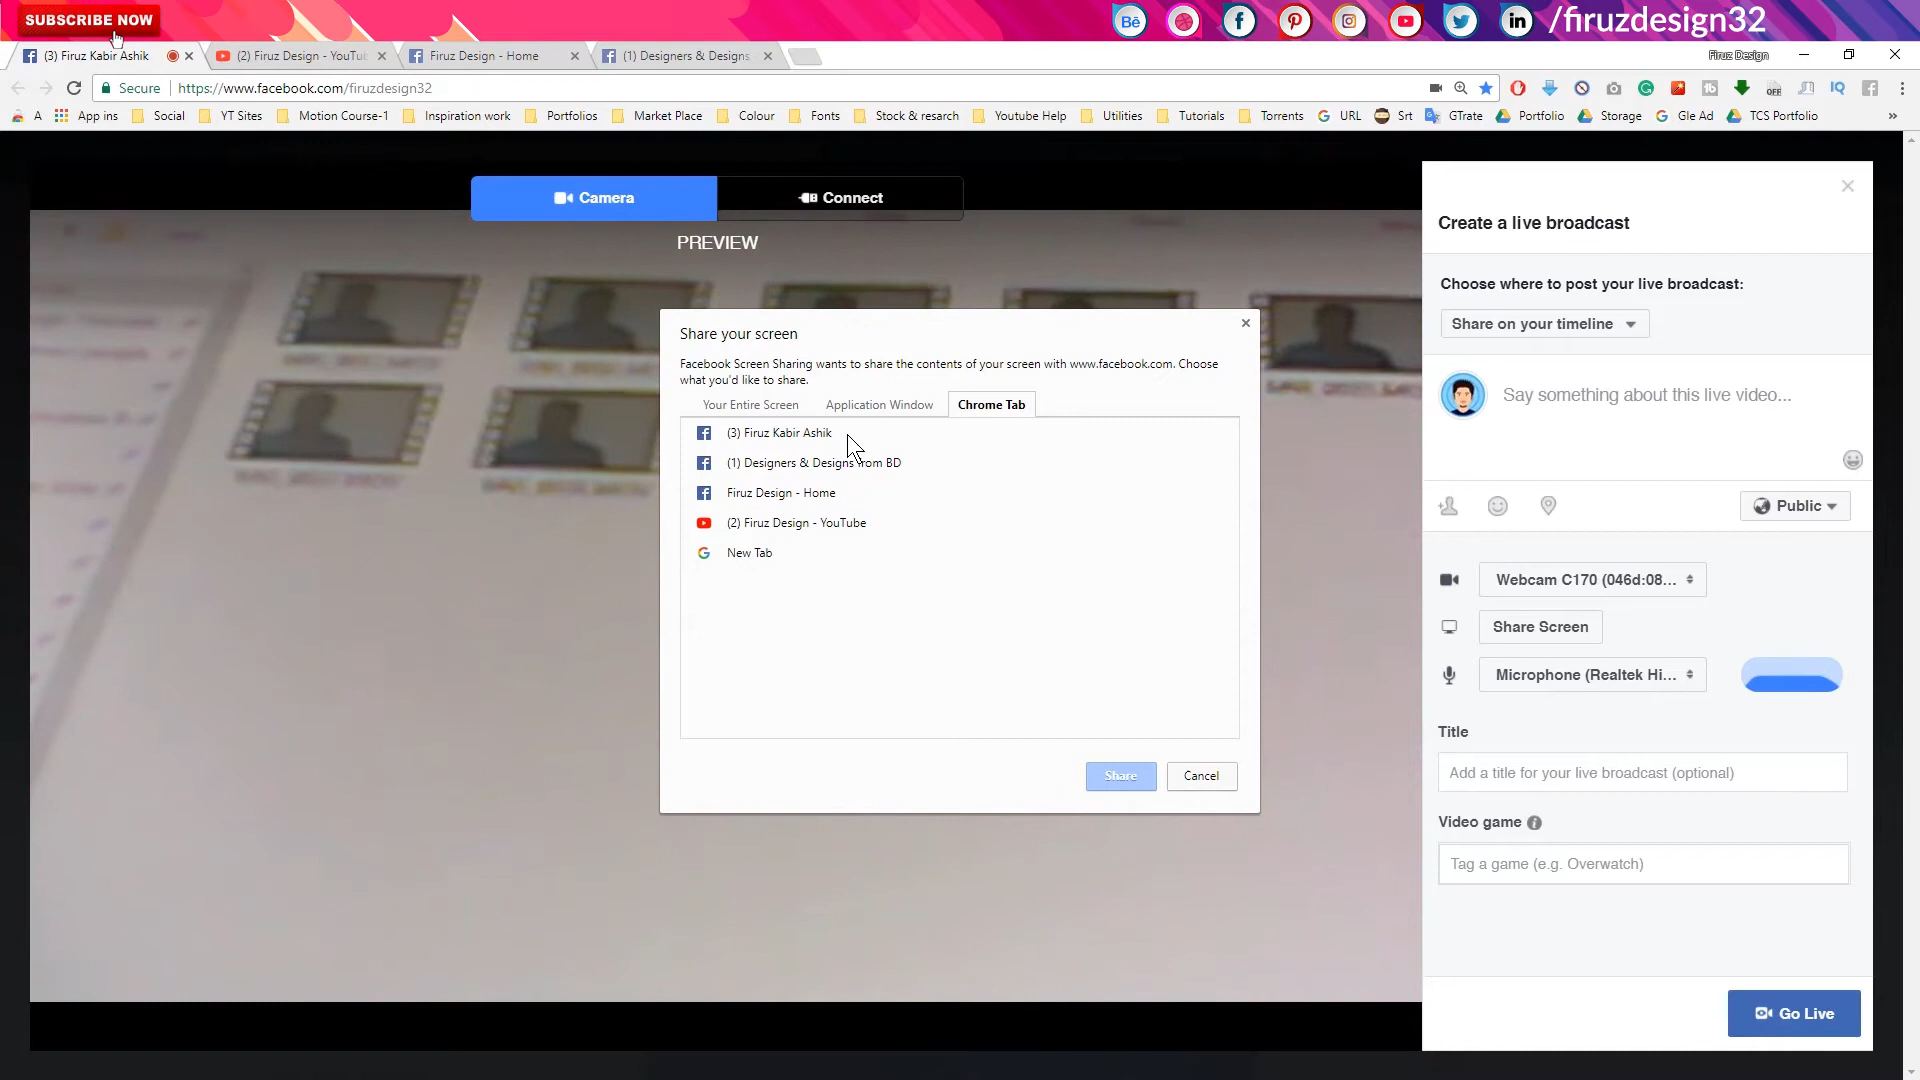 SUBSCRIBE NOW
/firuzdesign32
(3) Firuz Kabir Ashik
(2) Firuz Design - YouTub
Firuz Design - Home
(1) Designers & Designs
Firuz Design
Secure
https://www.facebook.com/firuzdesign32
A
App ins
Social
YT Sites
Motion Course-1
Inspiration work
Portfolios
Market Place
Colour
Fonts
Stock & resarch
Youtube Help
Utilities
Tutorials
Torrents
URL
Srt
GTrate
Portfolio
Storage
Gle Ad
TCS Portfolio
Camera
Connect
PREVIEW
Share your screen
Facebook Screen Sharing wants to share the contents of your screen with www.facebook.com. Choose
what you'd like to share.
Your Entire Screen
Application Window
Chrome Tab
(3) Firuz Kabir Ashik
(1) Designers & Designs from BD
Firuz Design - Home
(2) Firuz Design - YouTube
New Tab
Share
Cancel
Create a live broadcast
Choose where to post your live broadcast:
Share on your timeline
Say something about this live video...
Public
Webcam C170 (046d:08...
Share Screen
Microphone (Realtek Hi...
Title
Add a title for your live broadcast (optional)
Video game
Tag a game (e.g. Overwatch)
Go Live